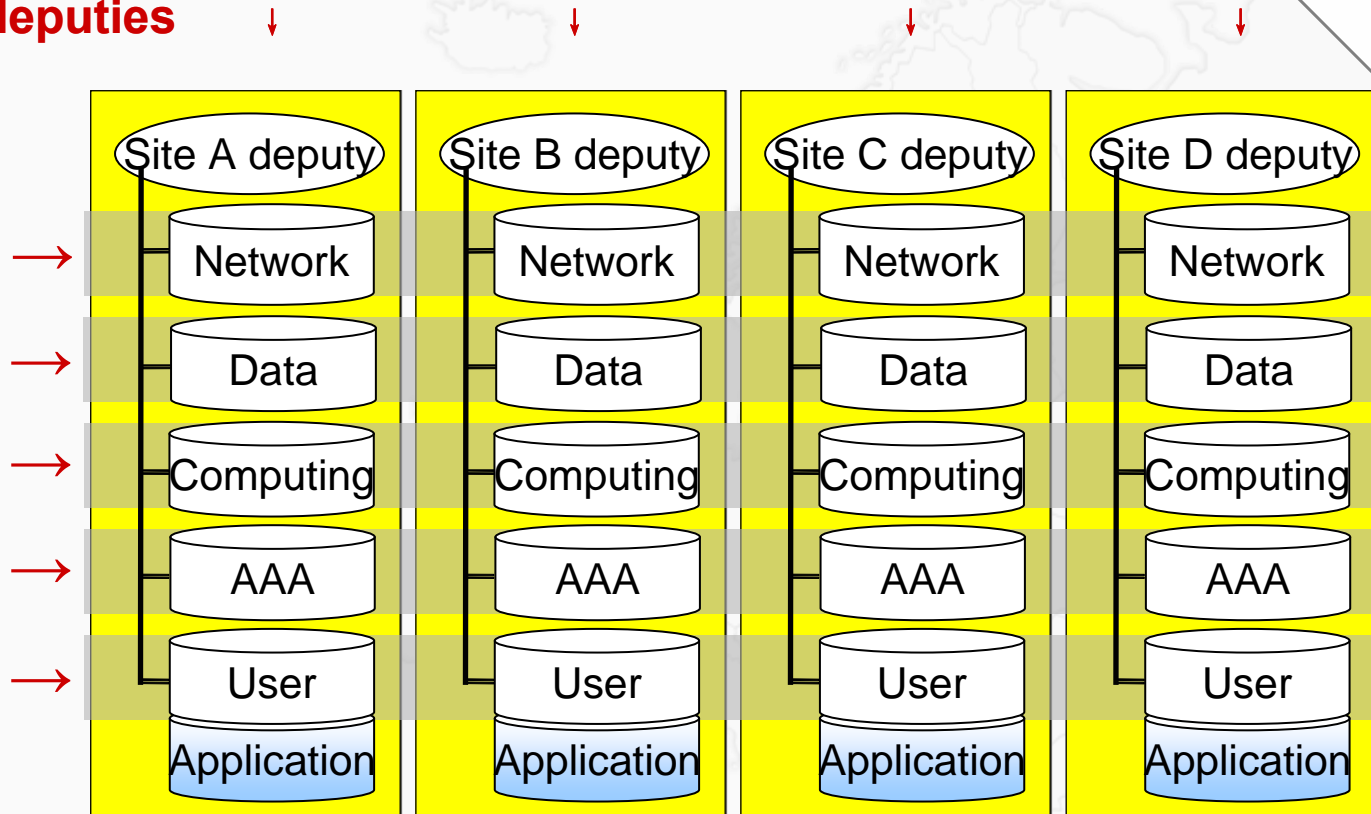 deputies
Site A deputy Site B deputy Site C deputy Site D deputy
Network Network Network Network
Data Data Data Data
Computing Computing Computing Computing
AAA AAA AAA AAA
User User User User
Application Application Application Application